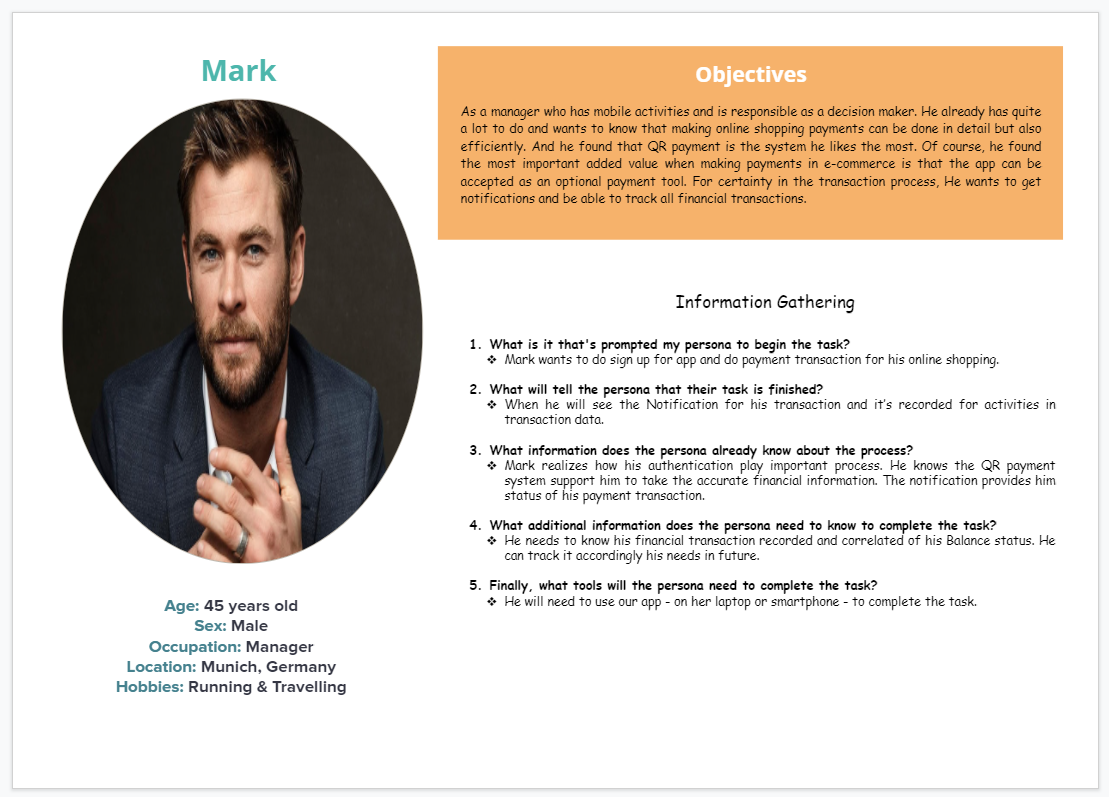 Mark
Objectives
As a manager who has mobile activities and is responsible as a decision maker. He already has quite
a lot to do and wants to know that making online shopping payments can be done in detail but also
efficiently. And he found that QR payment is the system he likes the most. Of course, he found
the most important added value when making payments in e-commerce is that the app can be
accepted as an optional payment tool. For certainty in the transaction process, He wants to get
notifications and be able to track all financial transactions.
Information Gathering
1. What is it that's prompted my persona to begin the task?
❖ Mark wants to do sign up for app and do payment transaction for his online shopping.
2. What will tell the persona that their task is finished?
❖ When he will see the Notification for his transaction and it’s recorded for activities in
transaction data.
3. What information does the persona already know about the process?
❖ Mark realizes how his authentication play important process. He knows the QR payment
system support him to take the accurate financial information. The notification provides him
status of his payment transaction.
4. What additional information does the persona need to know to complete the task?
❖ He needs to know his financial transaction recorded and correlated of his Balance status. He
can track it accordingly his needs in future.
5. Finally, what tools will the persona need to complete the task?
❖ He will need to use our app - on her laptop or smartphone - to complete the task.
Age: 45 years old
Sex: Male
Occupation: Manager
Location: Munich, Germany
Hobbies: Running & Travelling